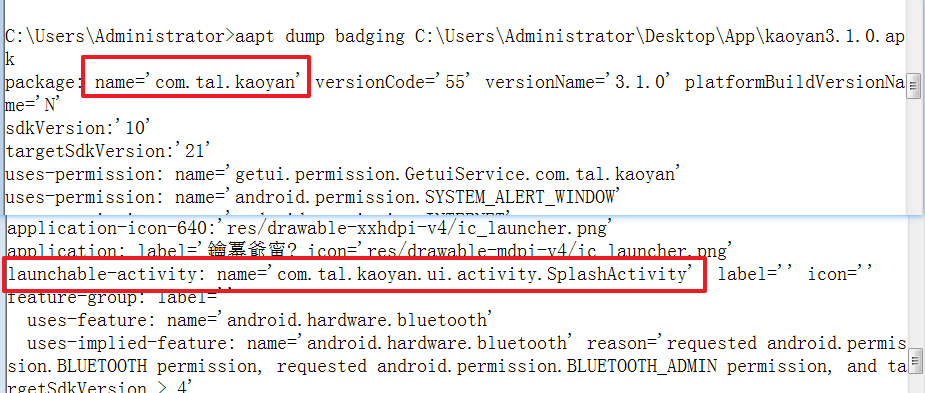 C:\Users\Administrator>aapt dump badging C:\Users\Administrator\Desktop\App\kaoyan3.1.0.ap
k
package: name='com.tal.kaoyan' versionCode='55' versionName='3.1.0' platformBuildVersionNa
me='N'
sdkVersion:'10'
targetSdkVersion:'21'
uses-permission: name='getui.permission.GetuiService.com.tal.kaoyan'
uses-permission: name='android.permission.SYSTEM_ALERT_WINDOW'
application-icon-640:'res/drawable-xxhdpi-v4/ic_launcher.png'
application: label='鑰冪爺甯? icon='res/drawable-mdpi-v4/ic_launcher.png'
launchable-activity: name='com.tal.kaoyan.ui.activity.SplashActivity' label='' icon=''
feature-group: label=''
uses-feature: name='android.hardware.bluetooth'
uses-implied-feature: name='android.hardware.bluetooth' reason='requested android.permis
sion.BLUETOOTH permission, requested android.permission.BLUETOOTH_ADMIN permission, and ta
rgetSdkVersion > 4'